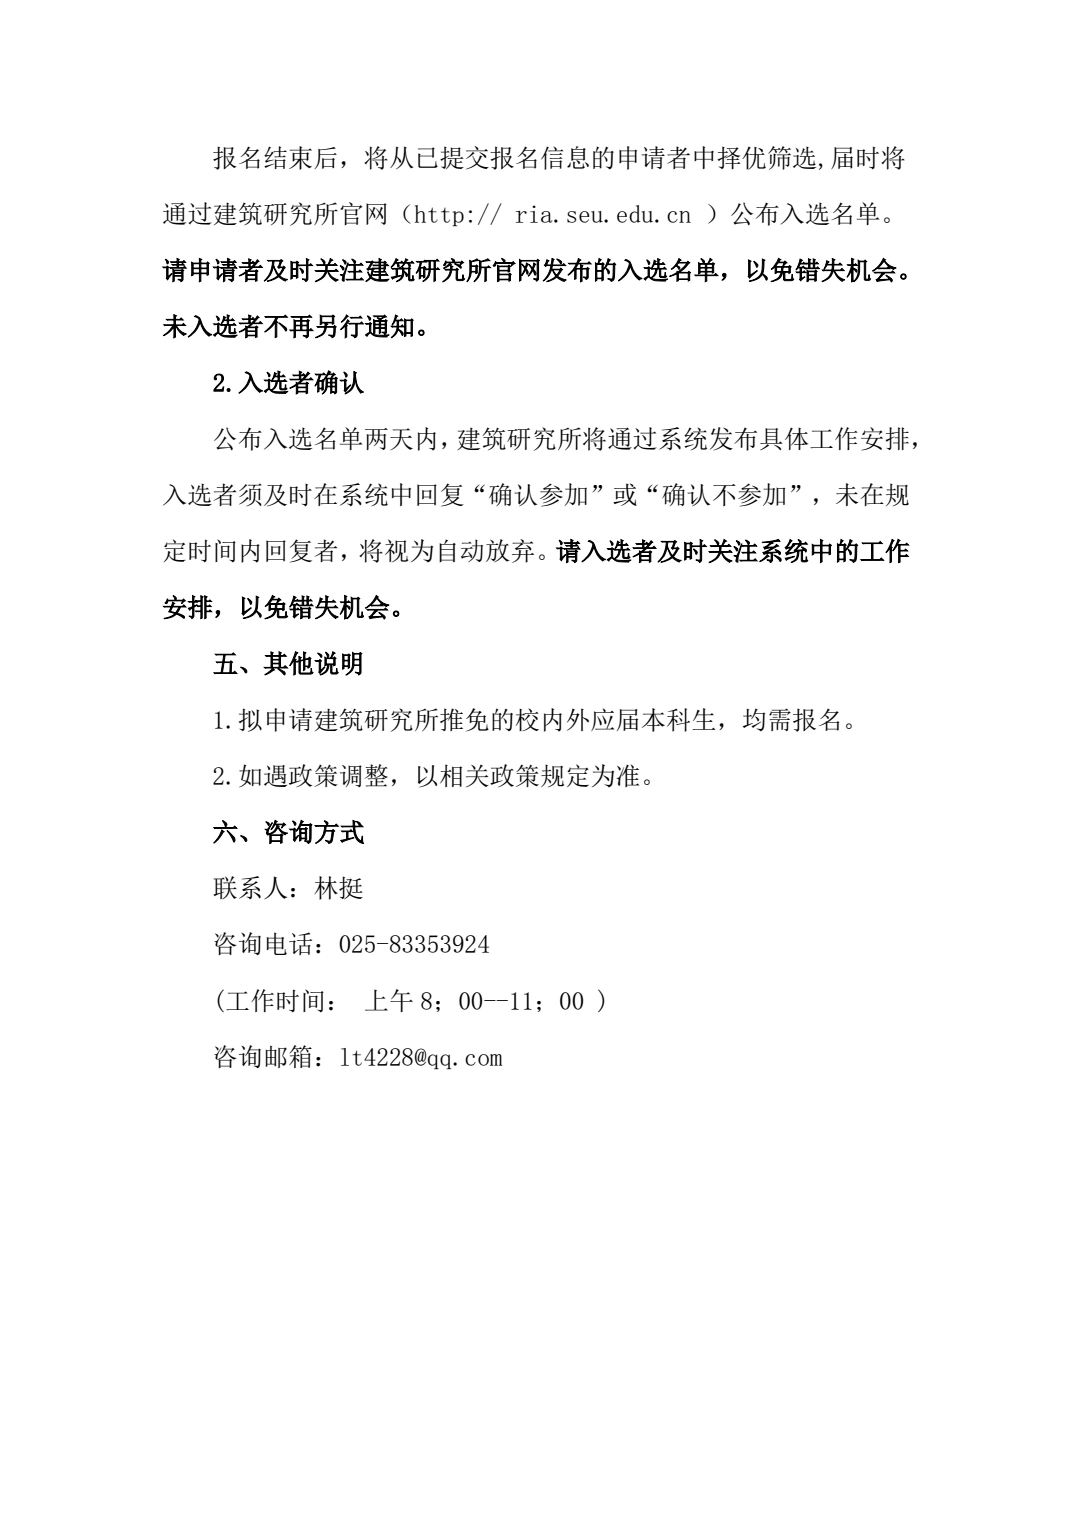 报名结束后，将从已提交报名信息的申请者中择优筛选,届时将
通过建筑研究所官网（http:// ria.seu.edu.cn ）公布入选名单。
请申请者及时关注建筑研究所官网发布的入选名单，以免错失机会。
未入选者不再另行通知。
2.入选者确认
公布入选名单两天内，建筑研究所将通过系统发布具体工作安排，
入选者须及时在系统中回复“确认参加”或“确认不参加”，未在规
定时间内回复者，将视为自动放弃。请入选者及时关注系统中的工作
安排，以免错失机会。
五、其他说明
1.拟申请建筑研究所推免的校内外应届本科生，均需报名。
2.如遇政策调整，以相关政策规定为准。
六、咨询方式
联系人：林挺
咨询电话：025-83353924
(工作时间： 上午 8；00--11；00 )
咨询邮箱：lt4228@qq.com